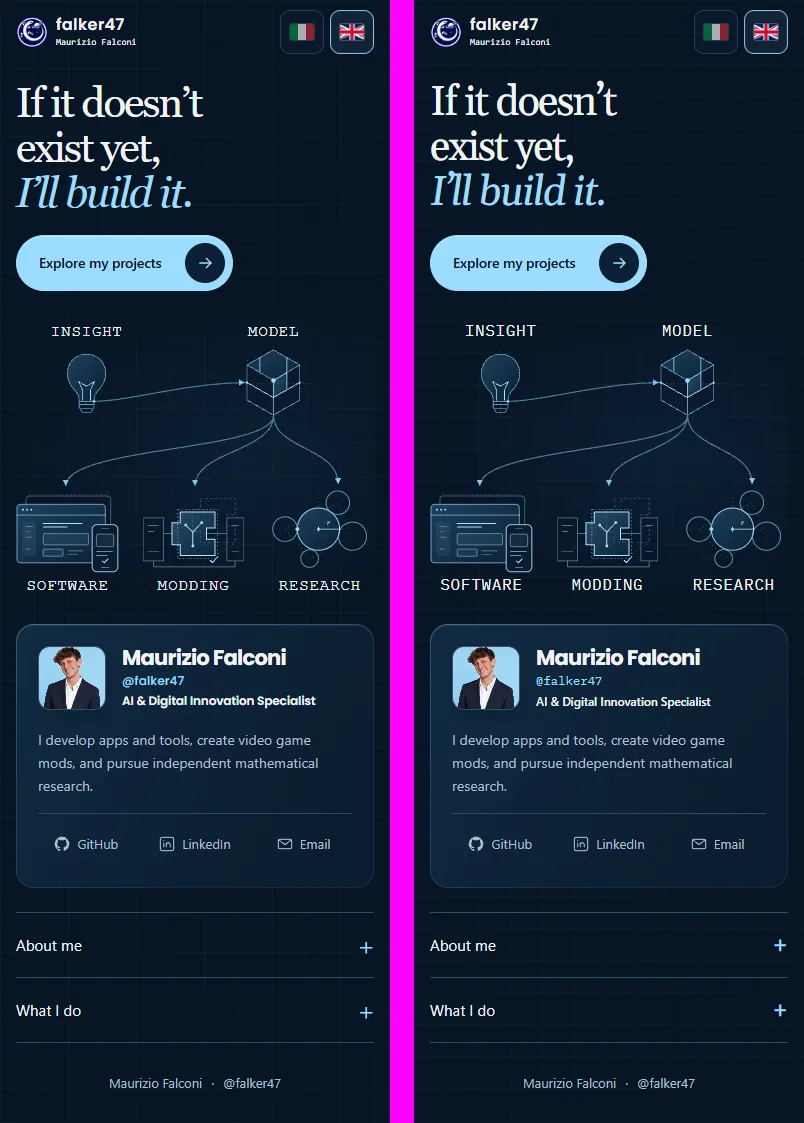 falker47
Maurizio Falconi
If it doesn't
exist yet,
I'll build it.
Explore my projects
INSIGHT
MODEL
SOFTWARE
MODDING
RESEARCH
Maurizio Falconi
@falker47
AI & Digital Innovation Specialist
I develop apps and tools, create video game
mods, and pursue independent mathematical
research.
GitHub
LinkedIn
Email
About me
What I do
Maurizio Falconi · @falker47
falker47
Maurizio Falconi
If it doesn't
exist yet,
I'll build it.
Explore my projects
INSIGHT
MODEL
SOFTWARE
MODDING
RESEARCH
Maurizio Falconi
@falker47
AI & Digital Innovation Specialist
I develop apps and tools, create video game
mods, and pursue independent mathematical
research.
GitHub
LinkedIn
Email
About me
What I do
Maurizio Falconi · @falker47